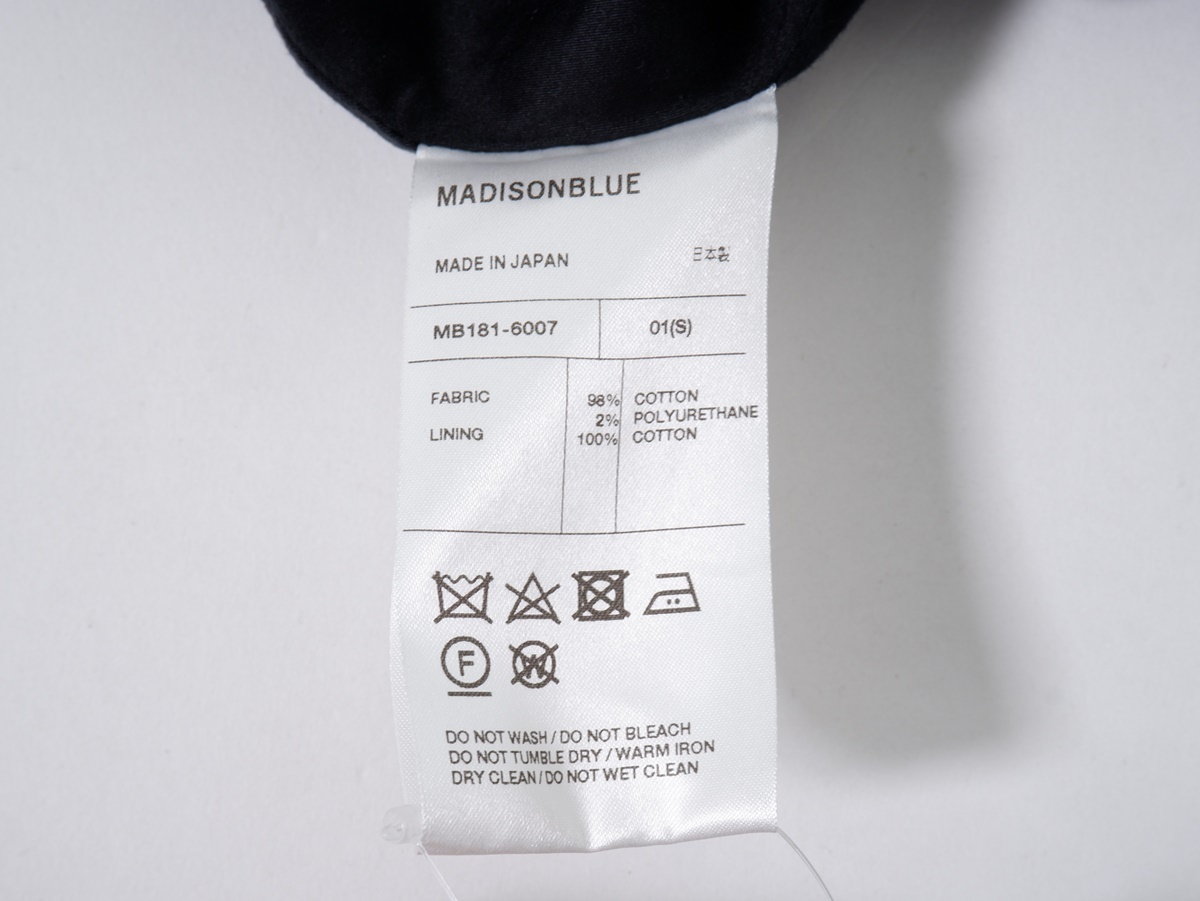 MADISONBLUE
MADE IN JAPAN 日本製
MB181-6007 01(S)
FABRIC 98% COTTON
2% POLYURETHANE
LINING 100% COTTON
F W
DO NOT WASH / DO NOT BLEACH
DO NOT TUMBLE DRY / WARM IRON
DRY CLEAN / DO NOT WET CLEAN